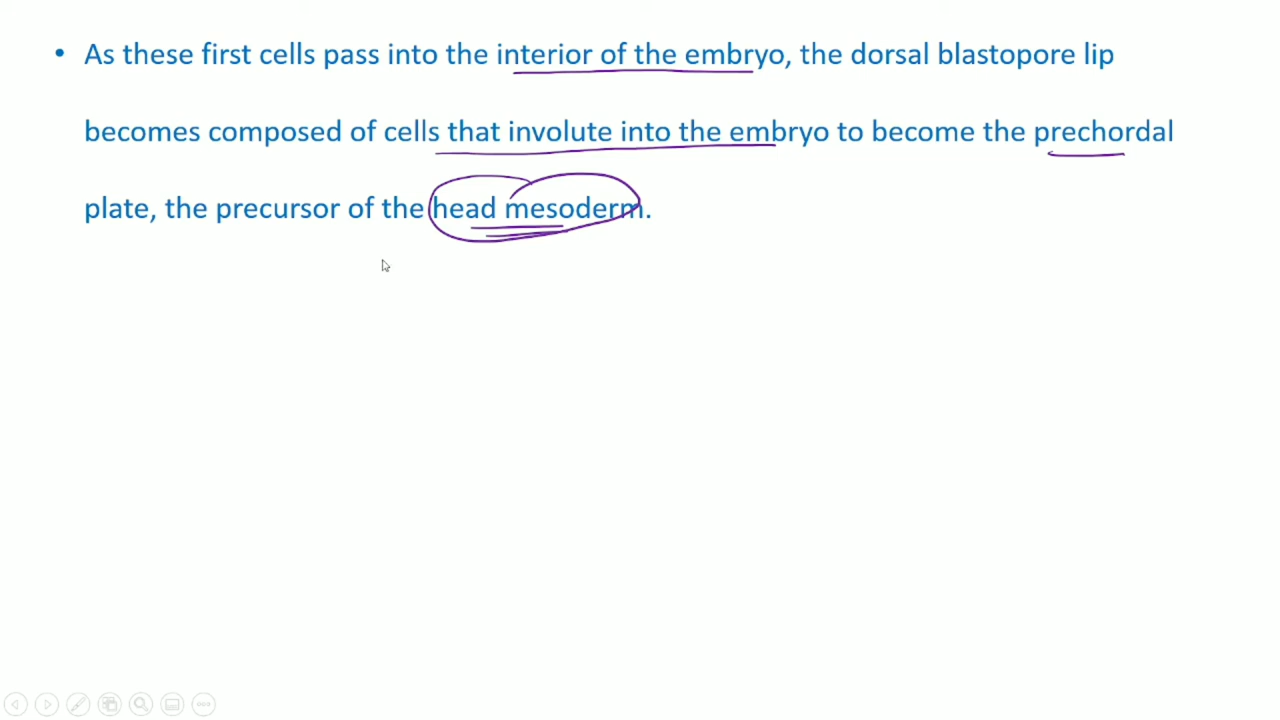 • As these first cells pass into the interior of the embryo, the dorsal blastopore lip
becomes composed of cells that involute into the embryo to become the prechordal
plate, the precursor of the head mesoderm.